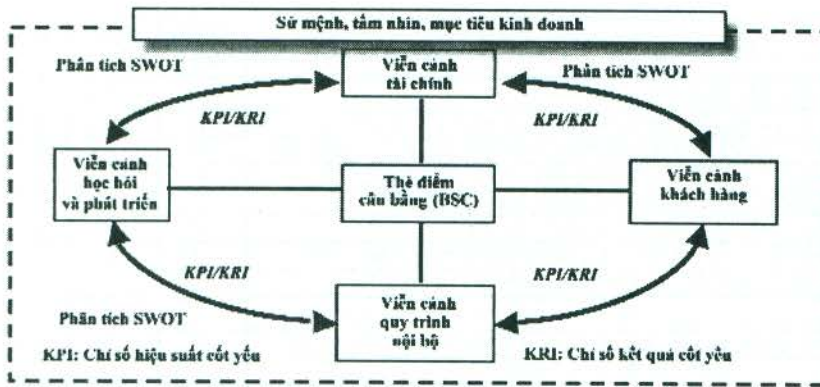 Sứ mệnh, tầm nhìn, mục tiêu kinh doanh
Phân tích SWOT
Viễn cảnh
tài chính
Phân tích SWOT
KPI/KRI
KPI/KRI
Viễn cảnh
học hỏi
và phát triển
Thẻ điểm
cân bằng (BSC)
Viễn cảnh
khách hàng
KPI/KRI
KPI/KRI
Viễn cảnh
quy trình
nội bộ
Phân tích SWOT
KPI: Chỉ số hiệu suất cốt yếu
KRI: Chỉ số kết quả cốt yếu